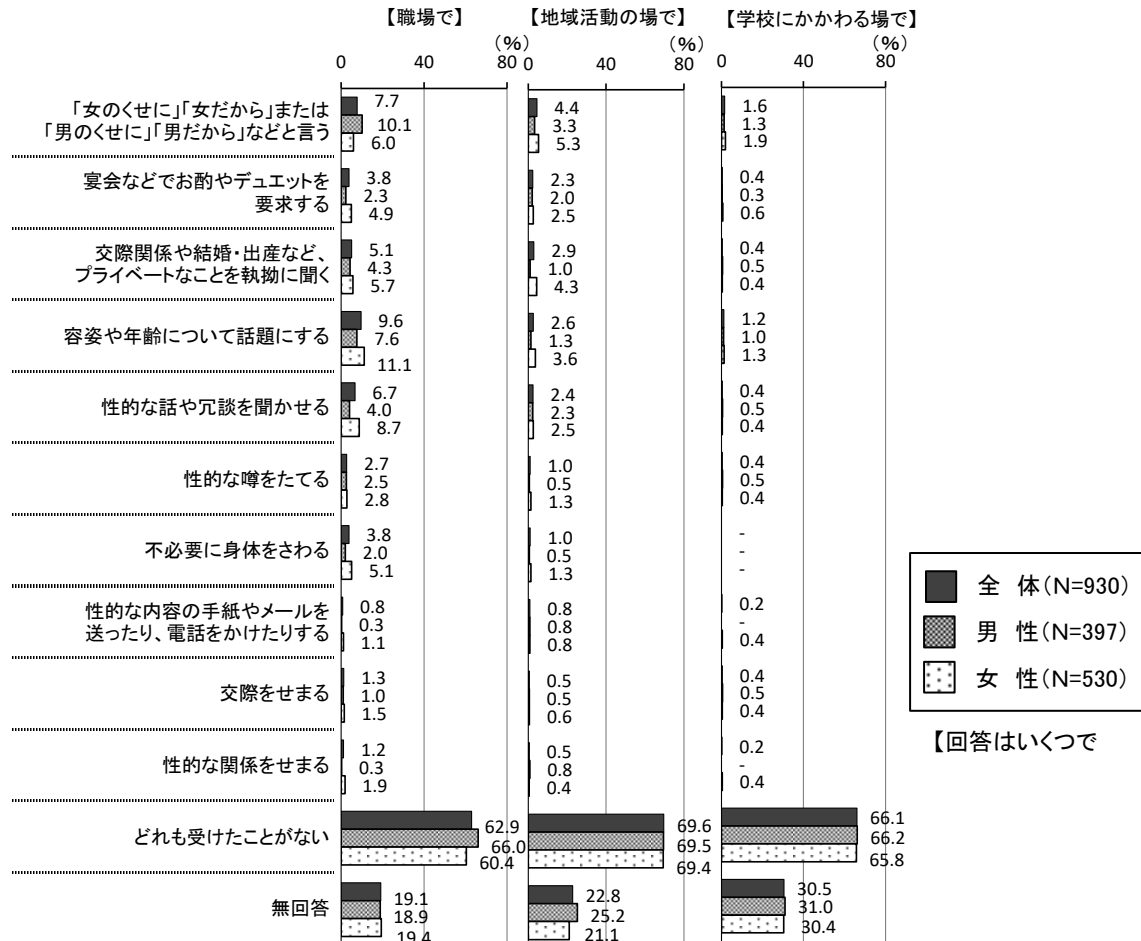 【職場で】 【地域活動の場で】 【学校にかかわる場で】
(%) (%) (%)
0 40 80 0 40 80 0 40 80
「女のくせに」「女だから」または
「男のくせに」「男だから」などと言う
7.7 4.4 1.6
10.1 3.3 1.3
6.0 5.3 1.9
宴会などでお酌やデュエットを
要求する
3.8 2.3 0.4
2.3 2.0 0.3
4.9 2.5 0.6
交際関係や結婚・出産など、
プライベートなことを執拗に聞く
5.1 2.9 0.4
4.3 1.0 0.5
5.7 4.3 0.4
容姿や年齢について話題にする
9.6 2.6 1.2
7.6 1.3 1.0
11.1 3.6 1.3
性的な話や冗談を聞かせる
6.7 2.4 0.4
4.0 2.3 0.5
8.7 2.5 0.4
性的な噂をたてる
2.7 1.0 0.4
2.5 0.5 0.5
2.8 1.3 0.4
不必要に身体をさわる
3.8 1.0 -
2.0 0.5 -
5.1 1.3 -
性的な内容の手紙やメールを
送ったり、電話をかけたりする
0.8 0.8 0.2
0.3 0.8 -
1.1 0.8 0.4
交際をせまる
1.3 0.5 0.4
1.0 0.5 0.5
1.5 0.6 0.4
性的な関係をせまる
1.2 0.5 0.2
0.3 0.8 -
1.9 0.4 0.4
どれも受けたことがない
62.9 69.6 66.1
66.0 69.5 66.2
60.4 69.4 65.8
無回答
19.1 22.8 30.5
18.9 25.2 31.0
19.4 21.1 30.4
全 体(N=930)
男 性(N=397)
女 性(N=530)
【回答はいくつで